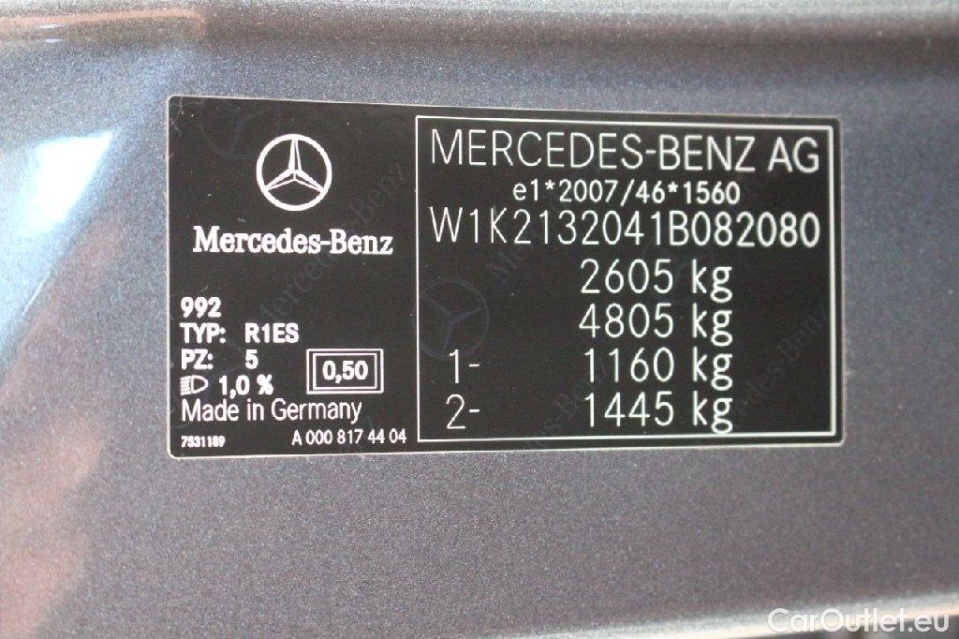 Mercedes-Benz
992
TYP: R1ES
PZ: 5
1,0 %
0,50
Made in Germany
7531189
A 000 817 44 04
MERCEDES-BENZ AG
e1*2007/46*1560
W1K2132041B082080
2605 kg
4805 kg
1- 1160 kg
2- 1445 kg
CarOutlet.eu